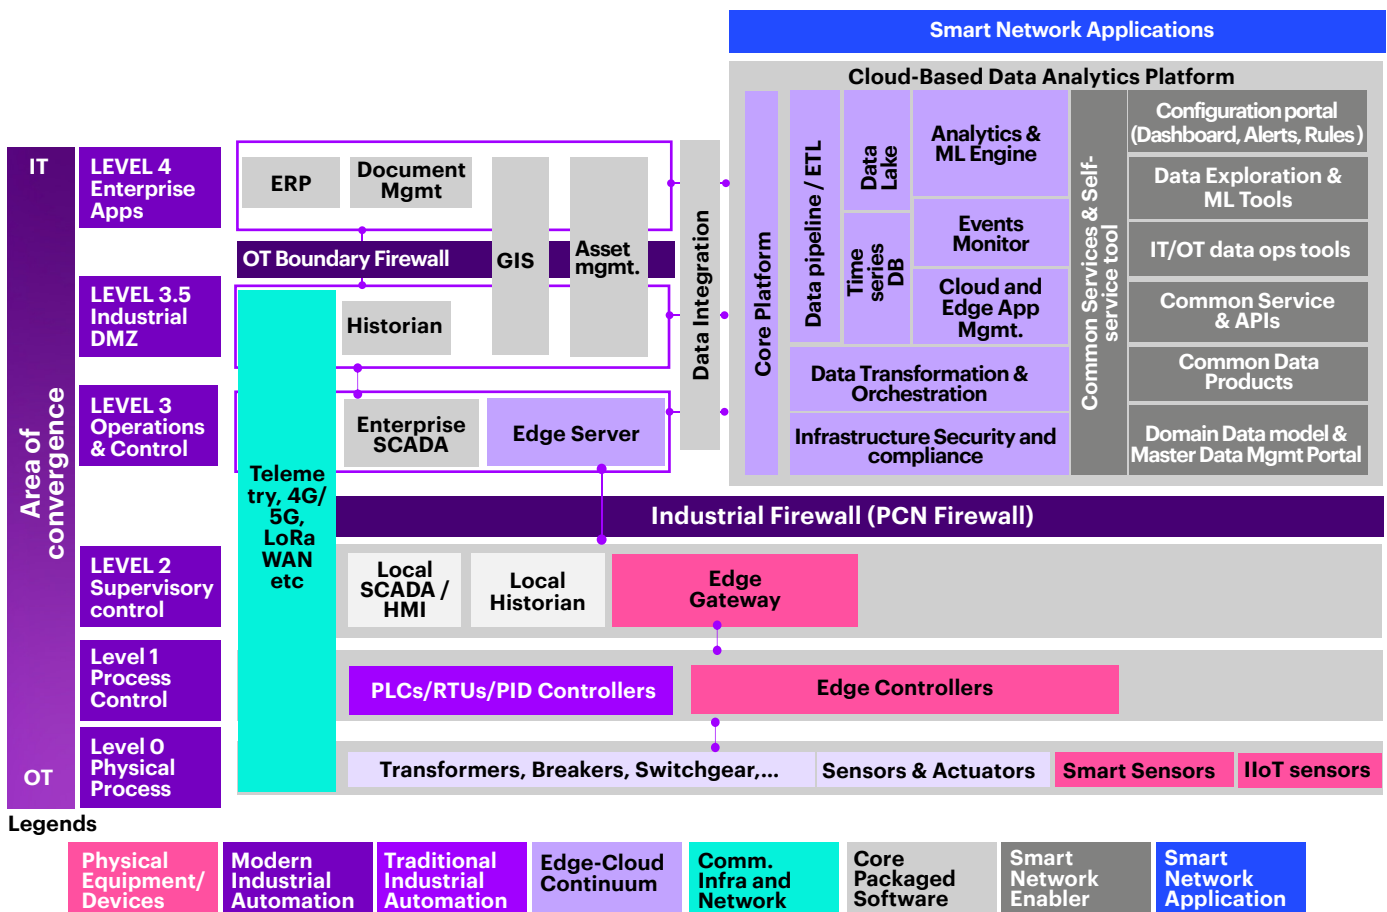 Smart Network Applications
Cloud-Based Data Analytics Platform
Core Platform
Data pipeline / ETL
Data
Lake
Time
series
DB
Analytics &
ML Engine
Events
Monitor
Cloud and
Edge App
Mgmt.
Data Transformation &
Orchestration
Infrastructure Security and
compliance
Common Services & Self-
service tool
Configuration portal
(Dashboard, Alerts, Rules )
Data Exploration &
ML Tools
IT/OT data ops tools
Common Service
& APIs
Common Data
Products
Domain Data model &
Master Data Mgmt Portal
IT
Area of
convergence
OT
LEVEL 4
Enterprise
Apps
ERP
Document
Mgmt
OT Boundary Firewall
GIS
Asset
mgmt.
Data Integration
LEVEL 3.5
Industrial
DMZ
Historian
LEVEL 3
Operations
& Control
Enterprise
SCADA
Edge Server
Teleme
try, 4G/
5G,
LoRa
WAN
etc
Industrial Firewall (PCN Firewall)
LEVEL 2
Supervisory
control
Local
SCADA /
HMI
Local
Historian
Edge
Gateway
Level 1
Process
Control
PLCs/RTUs/PID Controllers
Edge Controllers
Level 0
Physical
Process
Transformers, Breakers, Switchgear,...
Sensors & Actuators
Smart Sensors
IIoT sensors
Legends
Physical
Equipment/
Devices
Modern
Industrial
Automation
Traditional
Industrial
Automation
Edge-Cloud
Continuum
Comm.
Infra and
Network
Core
Packaged
Software
Smart
Network
Enabler
Smart
Network
Application